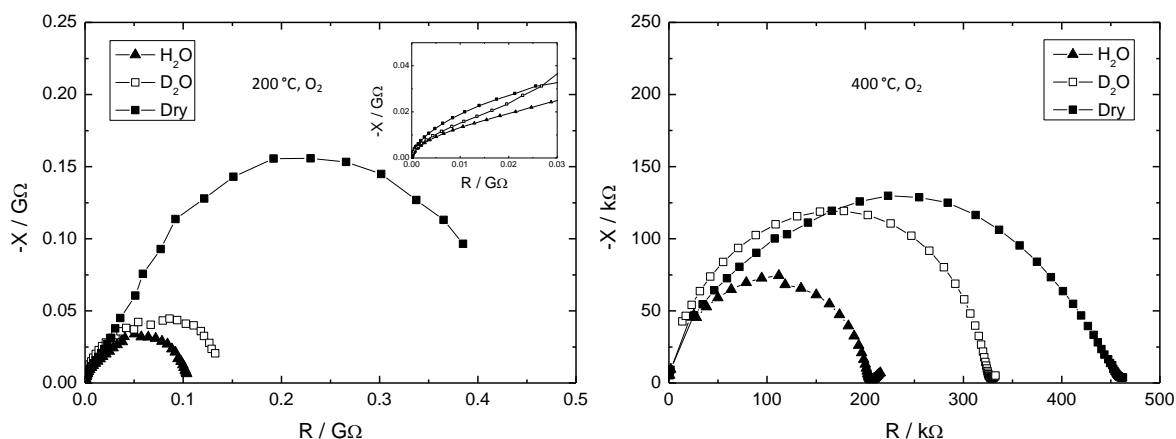 0.25
0.20
0.15
0.10
0.05
0.00
-X / GΩ
H₂O
D₂O
Dry
200 °C, O₂
0.04
0.02
0.00
-X / GΩ
0.00 0.01 0.02 0.03
R / GΩ
0.0 0.1 0.2 0.3 0.4 0.5
R / GΩ
250
200
150
100
50
0
-X / kΩ
400 °C, O₂
H₂O
D₂O
Dry
0 100 200 300 400 500
R / kΩ